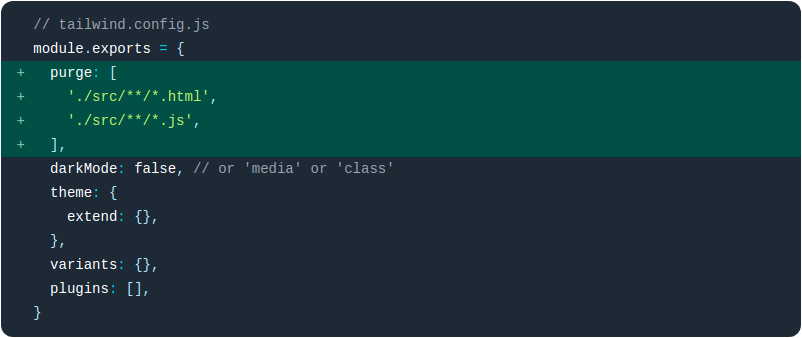 // tailwind.config.js
module.exports = {
+   purge: [
+     './src/**/*.html',
+     './src/**/*.js',
+   ],
    darkMode: false, // or 'media' or 'class'
    theme: {
      extend: {},
    },
    variants: {},
    plugins: [],
  }